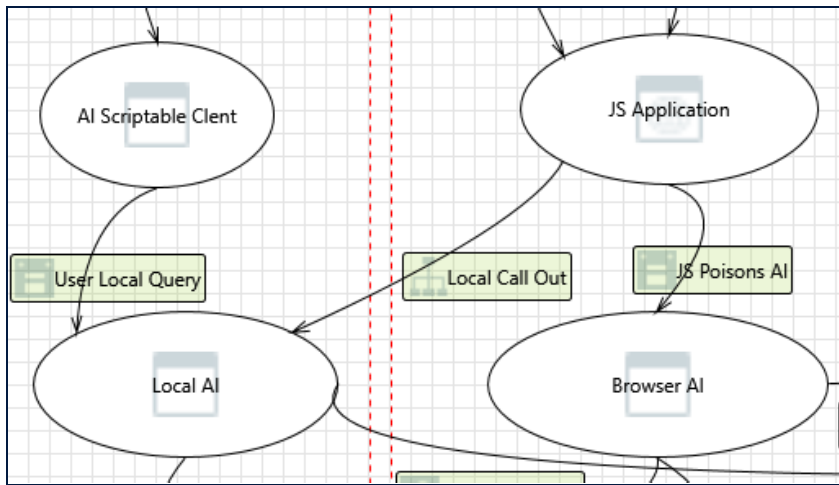 AI Scriptable Clent
JS Application
User Local Query
Local Call Out
JS Poisons AI
Local AI
Browser AI